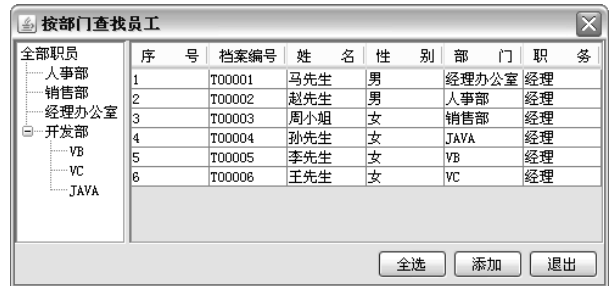 按部门查找员工
全部职员
人事部
销售部
经理办公室
开发部
VB
VC
JAVA
序 号 档案编号 姓 名 性 别 部 门 职 务
1 T00001 马先生 男 经理办公室 经理
2 T00002 赵先生 男 人事部 经理
3 T00003 周小姐 女 销售部 经理
4 T00004 孙先生 女 JAVA 经理
5 T00005 李先生 女 VB 经理
6 T00006 王先生 女 VC 经理
全选 添加 退出